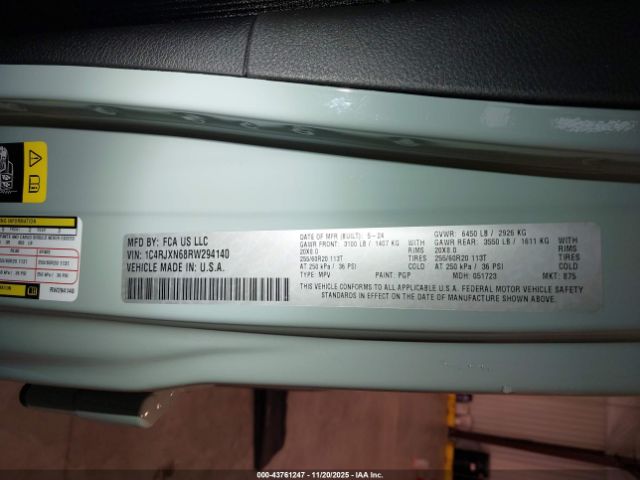 MFD BY: FCA US LLC
VIN: 1C4RJXN68RW294140
VEHICLE MADE IN U.S.A.
DATE OF MFR (BUILT): 5-24
GAWR FRONT: 3100 LB / 1407 KG WITH
20X8.0 RIMS
255/60R20 113T TIRES
AT 250 kPa / 36 PSI
TYPE: MPV PAINT: PGP
GVWR: 6450 LB / 2926 KG
GAWR REAR: 3550 LB / 1611 KG WITH
20X8.0 RIMS
255/60R20 113T TIRES
AT 250 kPa / 36 PSI
MDH: 051723 MKT: 875
THIS VEHICLE CONFORMS TO ALL APPLICABLE U.S.A. FEDERAL MOTOR VEHICLE SAFETY
STANDARDS IN EFFECT ON THE DATE OF MANUFACTURE SHOWN ABOVE.
000-43761247 - 11/20/2025 - IAA Inc.